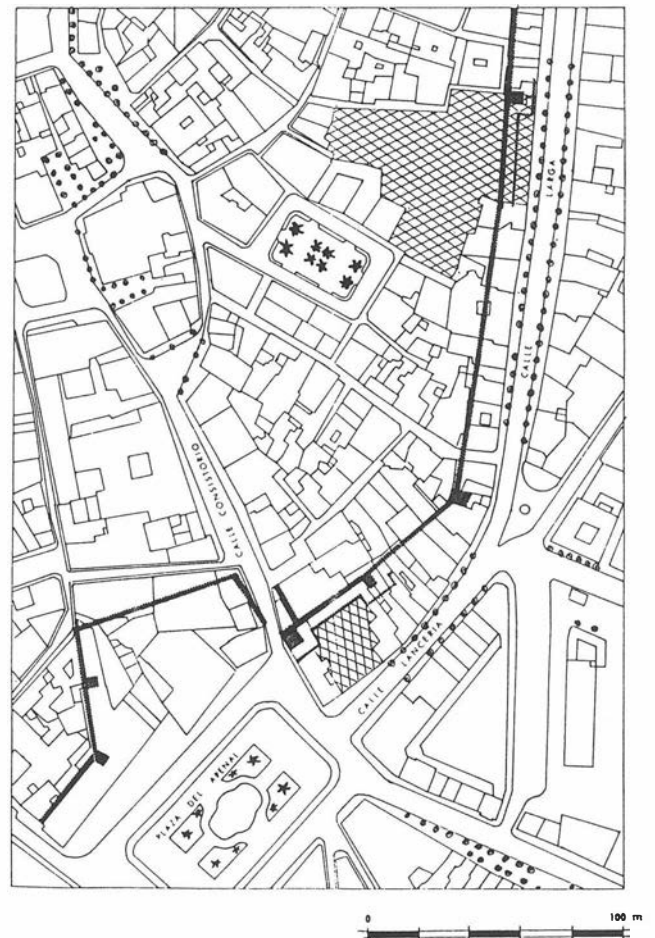 CALLE LARGA
CALLE CONSISTORIO
CALLE LANCERIA
PLAZA DEL ARENAL
0 100 m